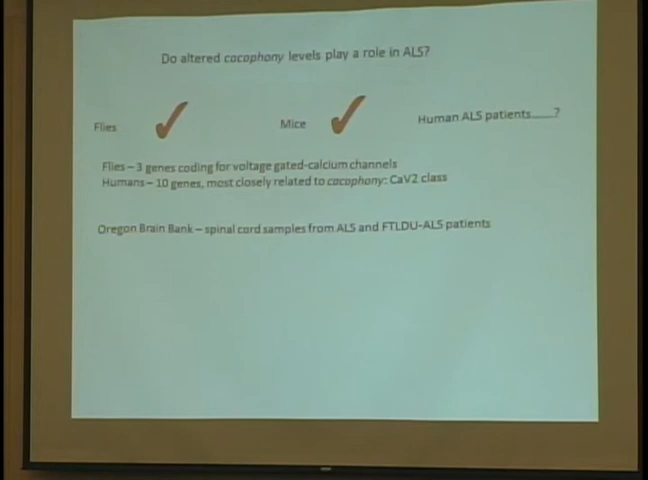 Do altered cacophony levels play a role in ALS?
Flies ✓ Mice ✓ Human ALS patients.....?
Flies – 3 genes coding for voltage gated-calcium channels
Humans – 10 genes, most closely related to cacophony: CaV2 class
Oregon Brain Bank – spinal cord samples from ALS and FTLDU-ALS patients